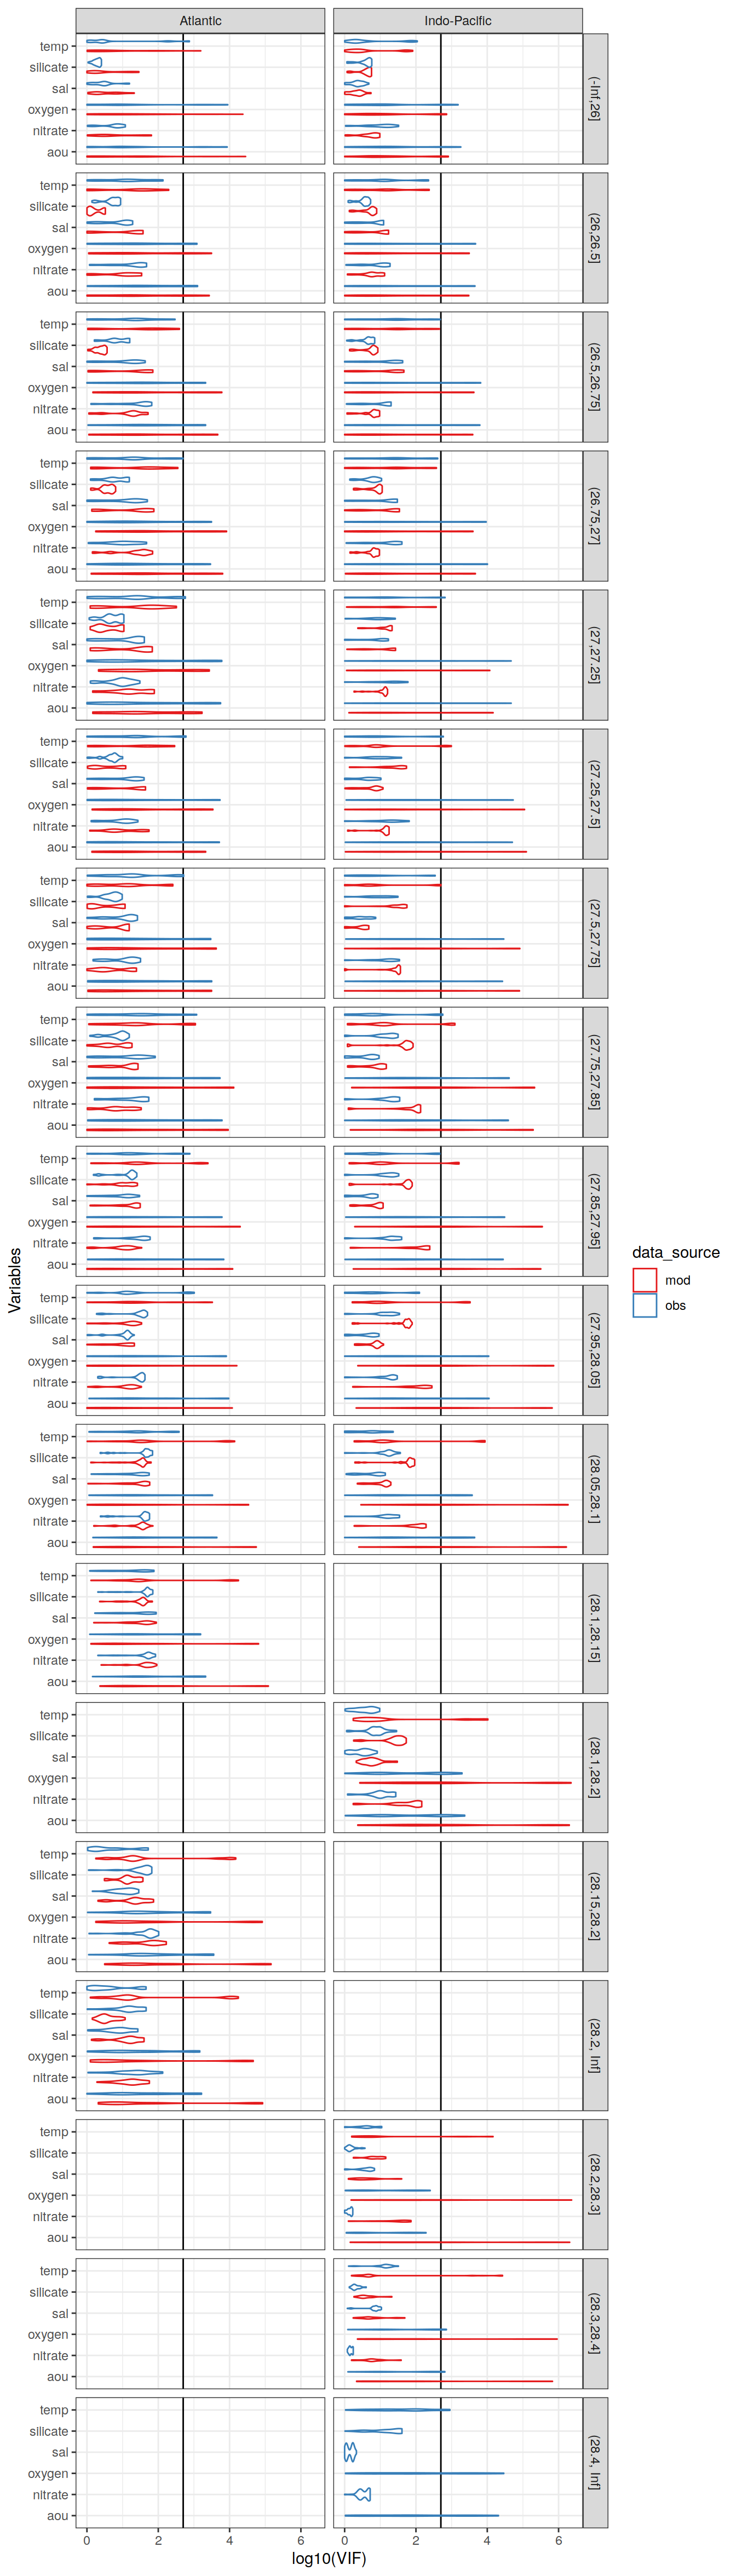 Atlantic
Indo-Pacific
temp
silicate
sal
oxygen
nitrate
aou
(-Inf,26]
temp
silicate
sal
oxygen
nitrate
aou
(26,26.5]
temp
silicate
sal
oxygen
nitrate
aou
(26.5,26.75]
temp
silicate
sal
oxygen
nitrate
aou
(26.75,27]
temp
silicate
sal
oxygen
nitrate
aou
(27,27.25]
temp
silicate
sal
oxygen
nitrate
aou
(27.25,27.5]
temp
silicate
sal
oxygen
nitrate
aou
(27.5,27.75]
temp
silicate
sal
oxygen
nitrate
aou
(27.75,27.85]
temp
silicate
sal
oxygen
nitrate
aou
(27.85,27.95]
Variables
temp
silicate
sal
oxygen
nitrate
aou
(27.95,28.05]
data_source
mod
obs
temp
silicate
sal
oxygen
nitrate
aou
(28.05,28.1]
temp
silicate
sal
oxygen
nitrate
aou
(28.1,28.15]
temp
silicate
sal
oxygen
nitrate
aou
(28.1,28.2]
temp
silicate
sal
oxygen
nitrate
aou
(28.15,28.2]
temp
silicate
sal
oxygen
nitrate
aou
(28.2, Inf]
temp
silicate
sal
oxygen
nitrate
aou
(28.2,28.3]
temp
silicate
sal
oxygen
nitrate
aou
(28.3,28.4]
temp
silicate
sal
oxygen
nitrate
aou
(28.4, Inf]
0 2 4 6 0 2 4 6
log10(VIF)